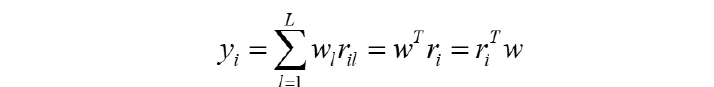 $y_i = \sum_{l=1}^{L} w_l r_{il} = w^T r_i = r_i^T w$